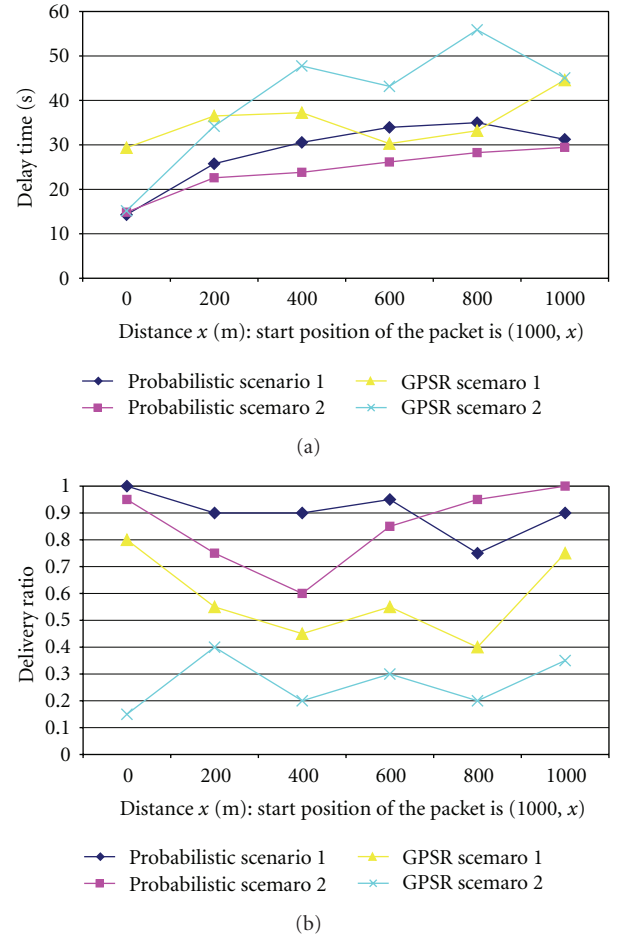 60
50
40
30
20
10
0
Delay time (s)
0 200 400 600 800 1000
Distance x (m): start position of the packet is (1000, x)
Probabilistic scenario 1 GPSR scemaro 1
Probabilistic scemaro 2 GPSR scemaro 2
(a)
1
0.9
0.8
0.7
0.6
0.5
0.4
0.3
0.2
0.1
0
Delivery ratio
0 200 400 600 800 1000
Distance x (m): start position of the packet is (1000, x)
Probabilistic scenario 1 GPSR scemaro 1
Probabilistic scemaro 2 GPSR scemaro 2
(b)